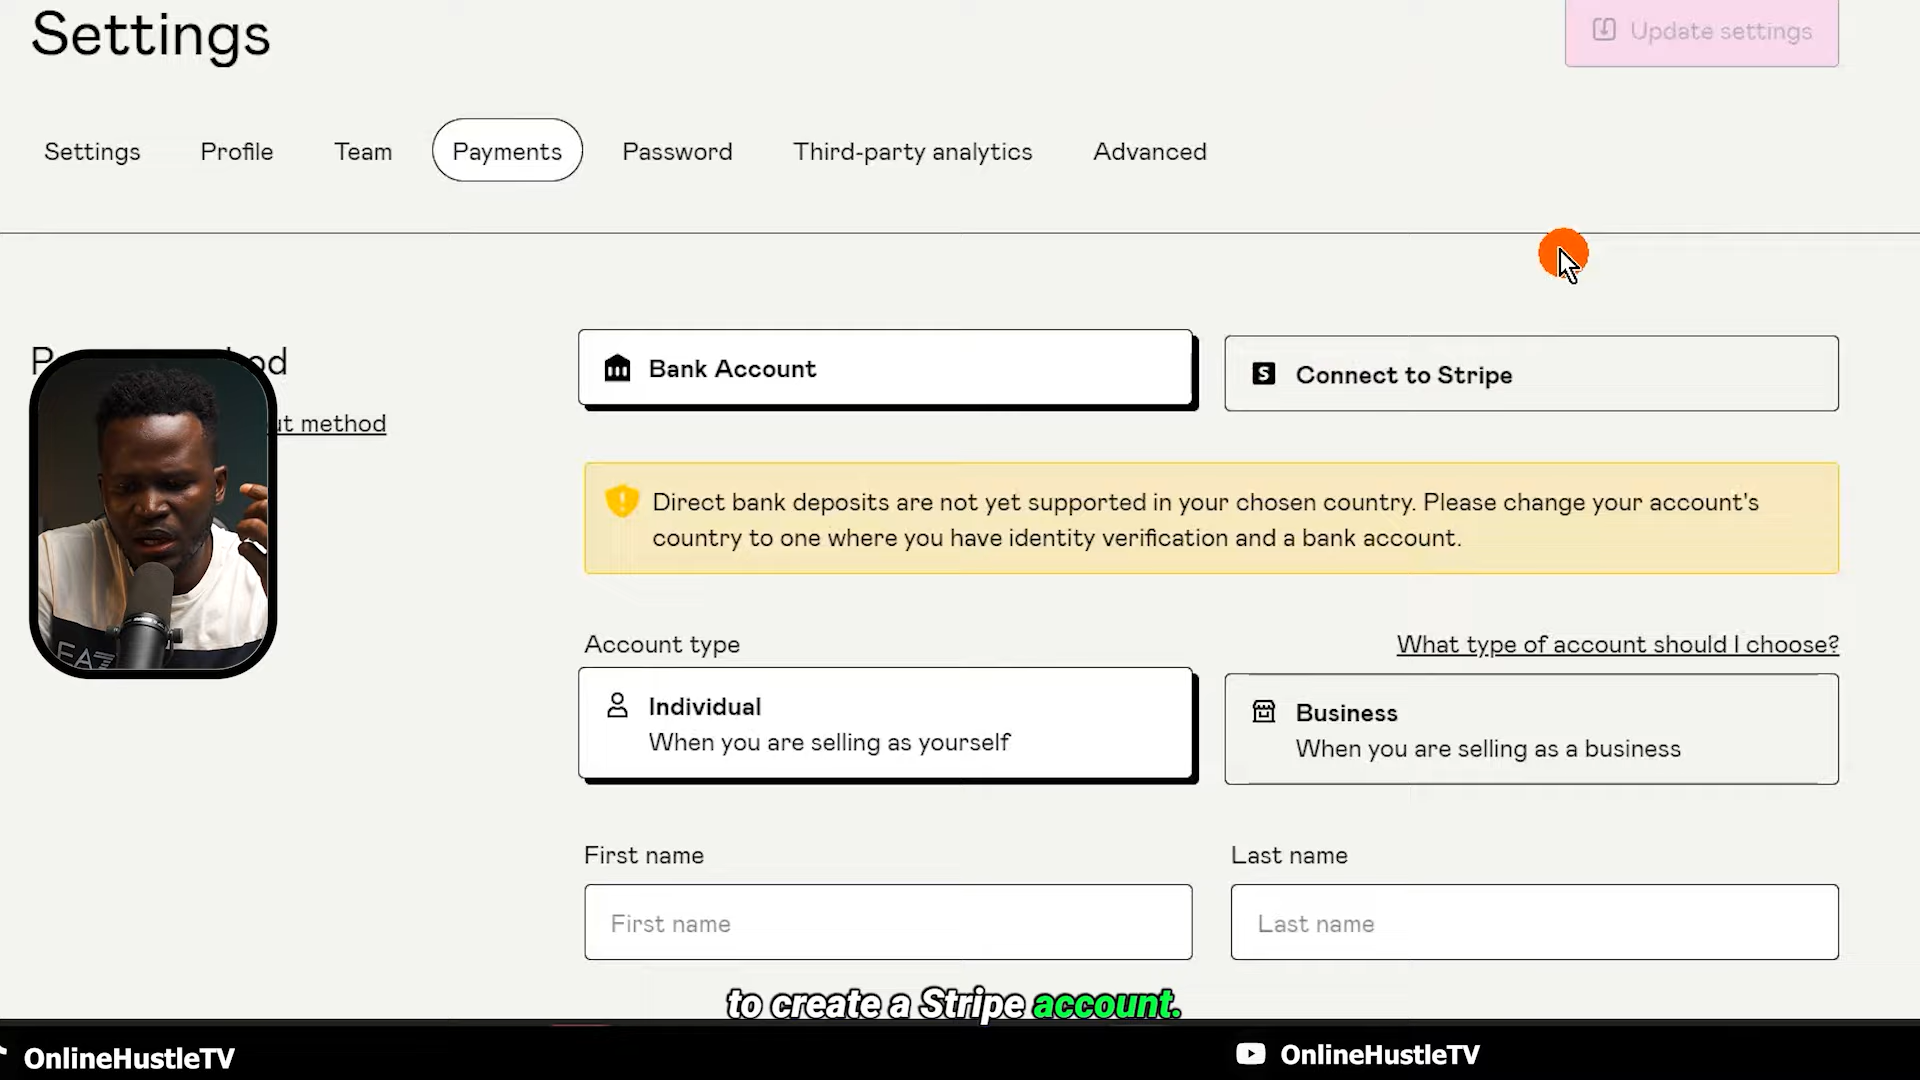 Settings
Update settings
Settings
Profile
Team
Payments
Password
Third-party analytics
Advanced
Bank Account
Connect to Stripe
ut method
Direct bank deposits are not yet supported in your chosen country. Please change your account's
country to one where you have identity verification and a bank account.
Account type
What type of account should I choose?
Individual
When you are selling as yourself
Business
When you are selling as a business
First name
Last name
First name
Last name
to create a Stripe account.
OnlineHustleTV
OnlineHustleTV